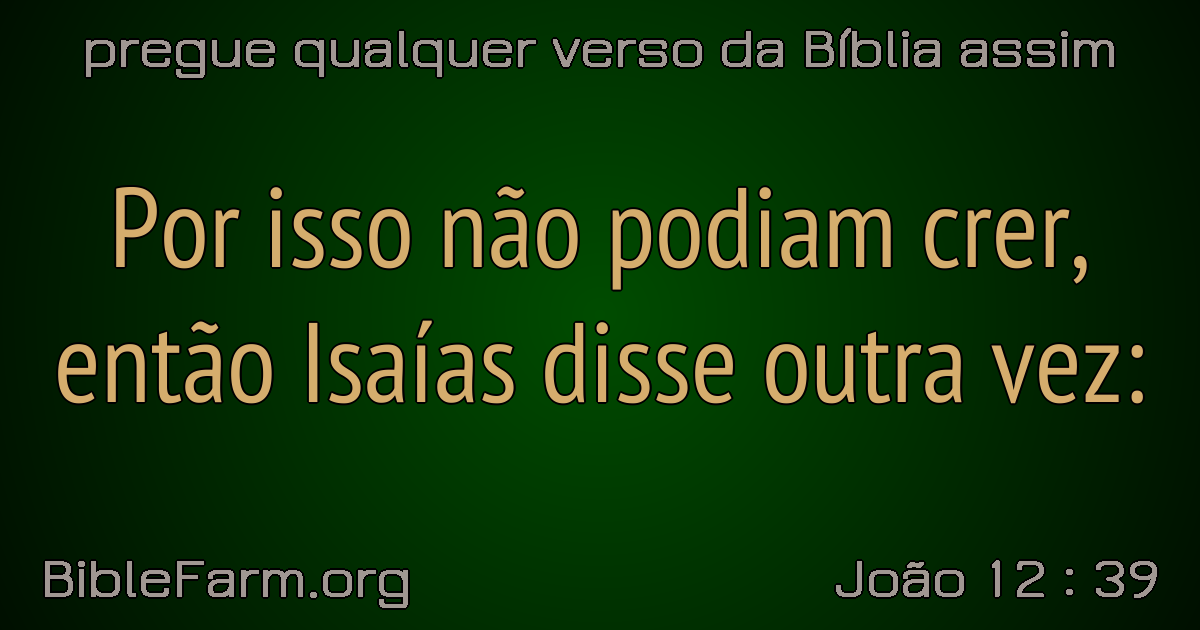 pregue qualquer verso da Bíblia assim
Por isso não podiam crer,
então Isaías disse outra vez:
BibleFarm.org
João 12 : 39